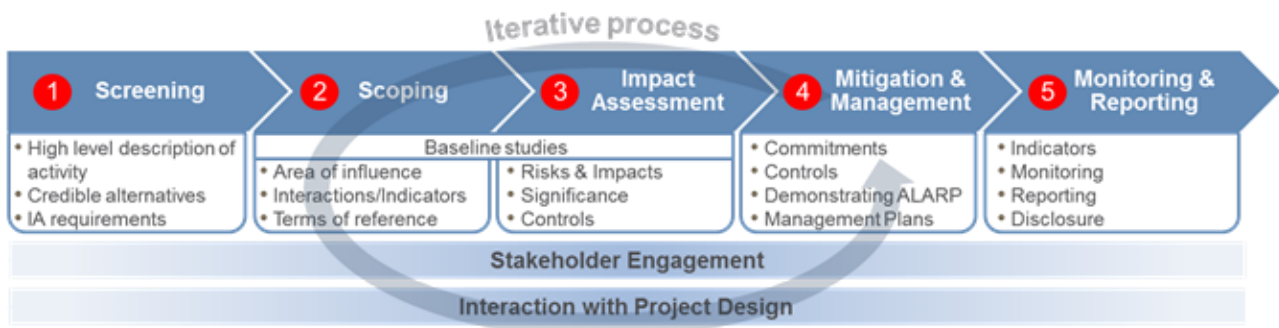 Iterative process
1 Screening
2 Scoping
3 Impact
Assessment
4 Mitigation &
Management
5 Monitoring &
Reporting
• High level description of
activity
• Credible alternatives
• IA requirements
Baseline studies
• Area of influence
• Interactions/Indicators
• Terms of reference
• Risks & Impacts
• Significance
• Controls
• Commitments
• Controls
• Demonstrating ALARP
• Management Plans
• Indicators
• Monitoring
• Reporting
• Disclosure
Stakeholder Engagement
Interaction with Project Design